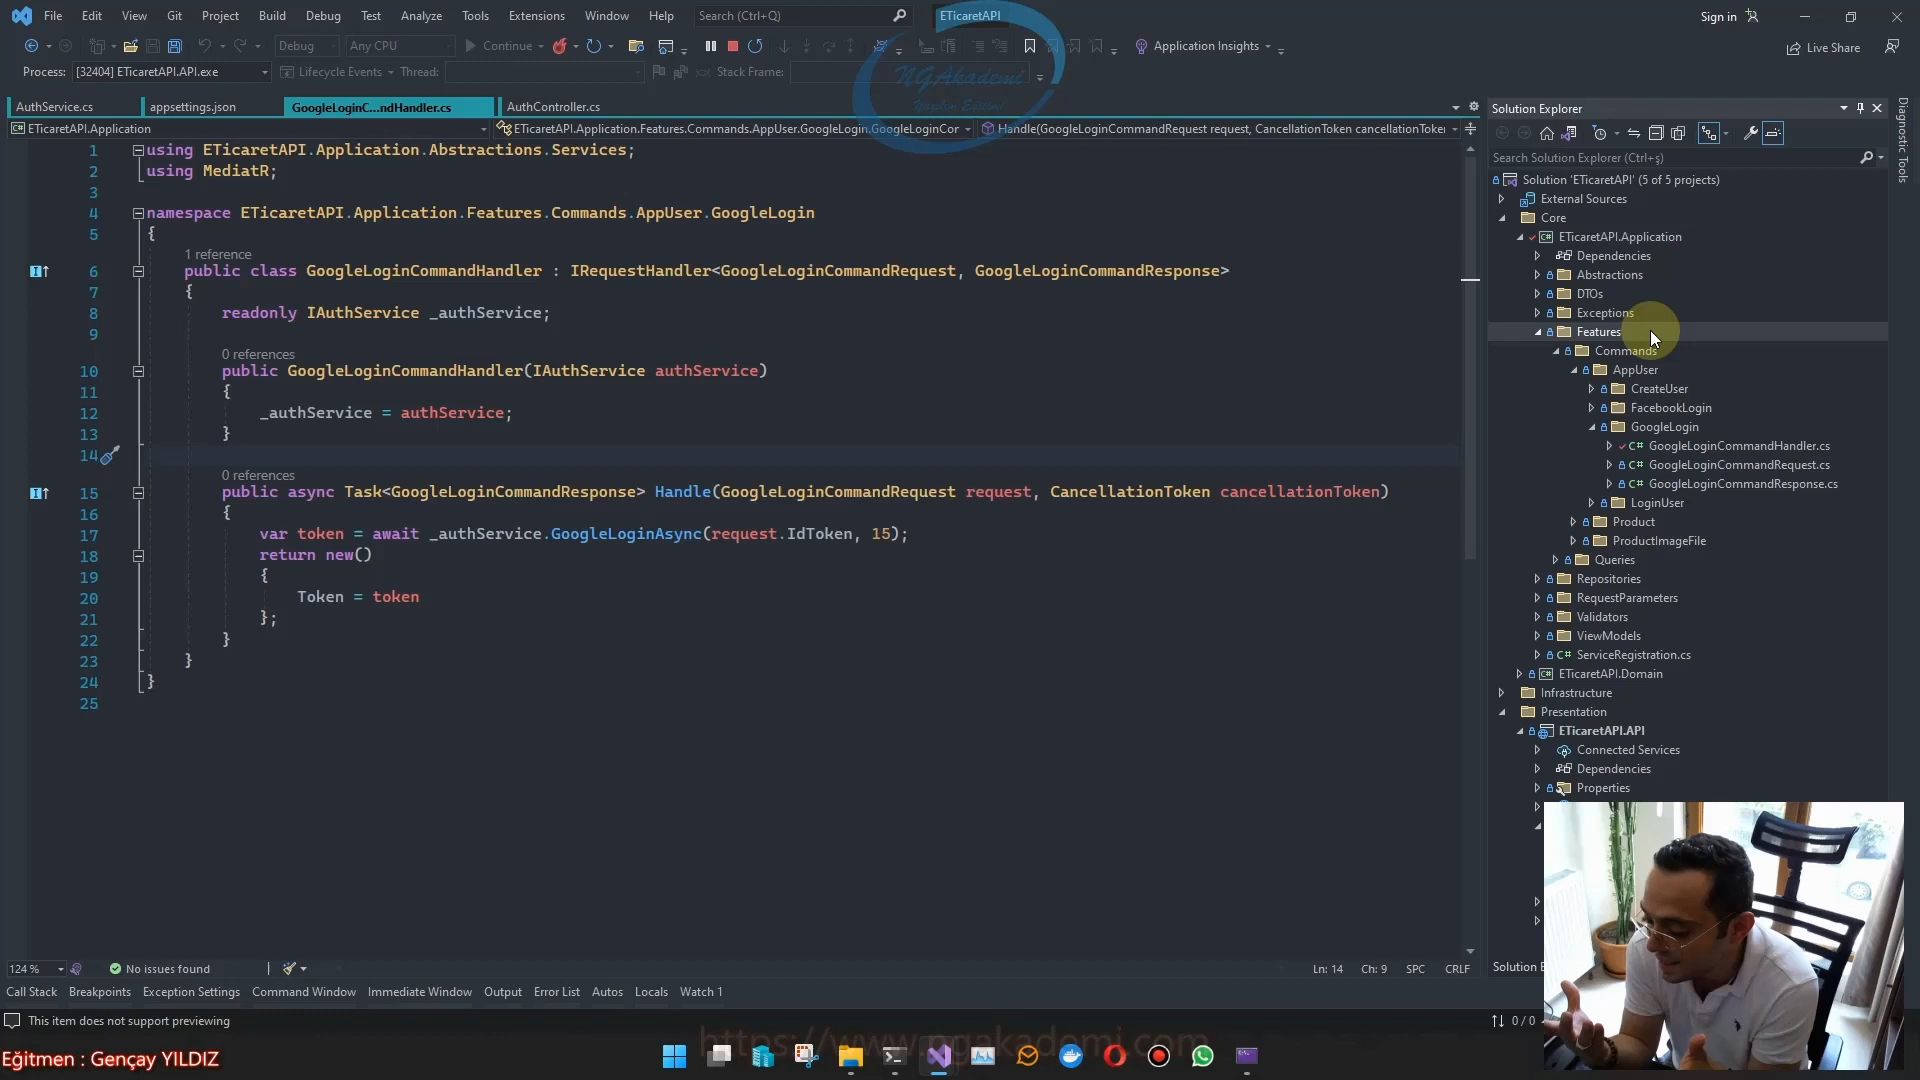 File Edit View Git Project Build Debug Test Analyze Tools Extensions Window Help Search (Ctrl+Q) ETicaretAPI Sign in
Debug Any CPU Continue Application Insights Live Share
Process: [32404] ETicaretAPI.API.exe Lifecycle Events Thread: Stack Frame:
NGAkademi
Yazılım Eğitimi
AuthService.cs appsettings.json GoogleLoginC...ndHandler.cs AuthController.cs
ETicaretAPI.Application ETicaretAPI.Application.Features.Commands.AppUser.GoogleLogin.GoogleLoginCor Handle(GoogleLoginCommandRequest request, CancellationToken cancellationToke
1 using ETicaretAPI.Application.Abstractions.Services;
2 using MediatR;
3
4 namespace ETicaretAPI.Application.Features.Commands.AppUser.GoogleLogin
5 {
1 reference
6 public class GoogleLoginCommandHandler : IRequestHandler<GoogleLoginCommandRequest, GoogleLoginCommandResponse>
7 {
8 readonly IAuthService _authService;
9
0 references
10 public GoogleLoginCommandHandler(IAuthService authService)
11 {
12 _authService = authService;
13 }
14
0 references
15 public async Task<GoogleLoginCommandResponse> Handle(GoogleLoginCommandRequest request, CancellationToken cancellationToken)
16 {
17 var token = await _authService.GoogleLoginAsync(request.IdToken, 15);
18 return new()
19 {
20 Token = token
21 };
22 }
23 }
24 }
25
Solution Explorer
Search Solution Explorer (Ctrl+ş)
Solution 'ETicaretAPI' (5 of 5 projects)
External Sources
Core
ETicaretAPI.Application
Dependencies
Abstractions
DTOs
Exceptions
Features
Commands
AppUser
CreateUser
FacebookLogin
GoogleLogin
GoogleLoginCommandHandler.cs
GoogleLoginCommandRequest.cs
GoogleLoginCommandResponse.cs
LoginUser
Product
ProductImageFile
Queries
Repositories
RequestParameters
Validators
ViewModels
ServiceRegistration.cs
ETicaretAPI.Domain
Infrastructure
Presentation
ETicaretAPI.API
Connected Services
Dependencies
Properties
Solution E
Diagnostic Tools
124 % No issues found Ln: 14 Ch: 9 SPC CRLF
Call Stack Breakpoints Exception Settings Command Window Immediate Window Output Error List Autos Locals Watch 1
This item does not support previewing 0 / 0
https://www.ngakademi.com
Eğitmen : Gençay YILDIZ